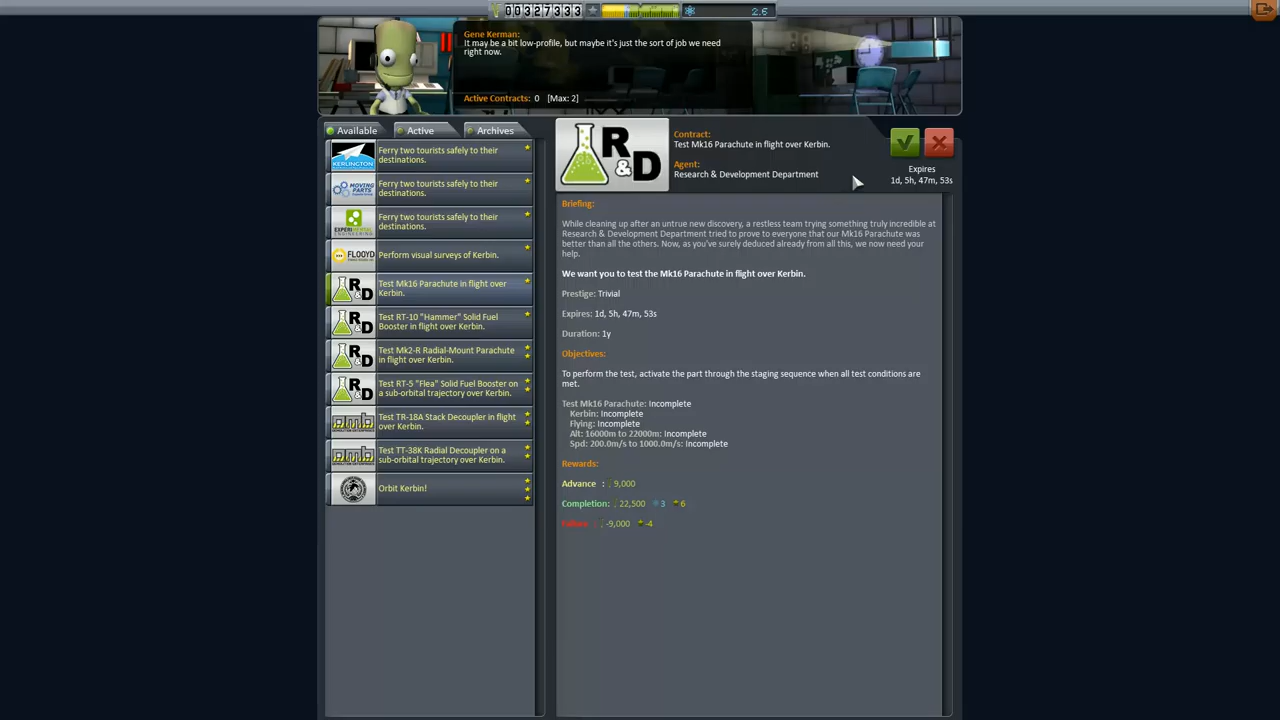 00327333
2.6
Gene Kerman:
It may be a bit low-profile, but maybe it's just the sort of job we need
right now.
Active Contracts: 0 [Max: 2]
Available
Active
Archives
KERLINGTON
Ferry two tourists safely to their
destinations.
MOVING
PARTS
Ferry two tourists safely to their
destinations.
EXPERIMENTAL
ENGINEERING
Ferry two tourists safely to their
destinations.
FLOOYD
Perform visual surveys of Kerbin.
R&D
Test Mk16 Parachute in flight over
Kerbin.
R&D
Test RT-10 "Hammer" Solid Fuel
Booster in flight over Kerbin.
R&D
Test Mk2-R Radial-Mount Parachute
in flight over Kerbin.
R&D
Test RT-5 "Flea" Solid Fuel Booster on
a sub-orbital trajectory over Kerbin.
Test TR-18A Stack Decoupler in flight
over Kerbin.
Test TT-38K Radial Decoupler on a
sub-orbital trajectory over Kerbin.
Orbit Kerbin!
R&D
Contract:
Test Mk16 Parachute in flight over Kerbin.
Agent:
Research & Development Department
Expires
1d, 5h, 47m, 53s
Briefing:
While cleaning up after an untrue new discovery, a restless team trying something truly incredible at
Research & Development Department tried to prove to everyone that our Mk16 Parachute was
better than all the others. Now, as you've surely deduced already from all this, we now need your
help.
We want you to test the Mk16 Parachute in flight over Kerbin.
Prestige: Trivial
Expires: 1d, 5h, 47m, 53s
Duration: 1y
Objectives:
To perform the test, activate the part through the staging sequence when all test conditions are
met.
Test Mk16 Parachute: Incomplete
Kerbin: Incomplete
Flying: Incomplete
Alt: 16000m to 22000m: Incomplete
Spd: 200.0m/s to 1000.0m/s: Incomplete
Rewards:
Advance : 9,000
Completion: 22,500 3 6
Failure : -9,000 -4